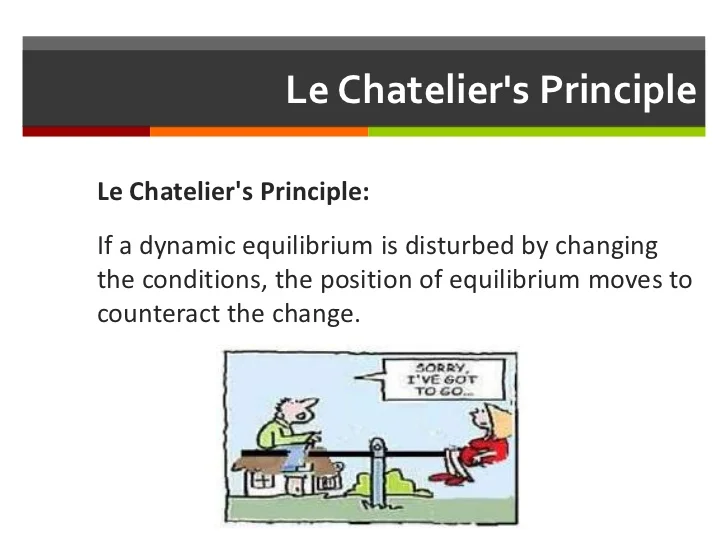 Le Chatelier's Principle
Le Chatelier's Principle:
If a dynamic equilibrium is disturbed by changing
the conditions, the position of equilibrium moves to
counteract the change.
SORRY,
I'VE GOT
TO GO...